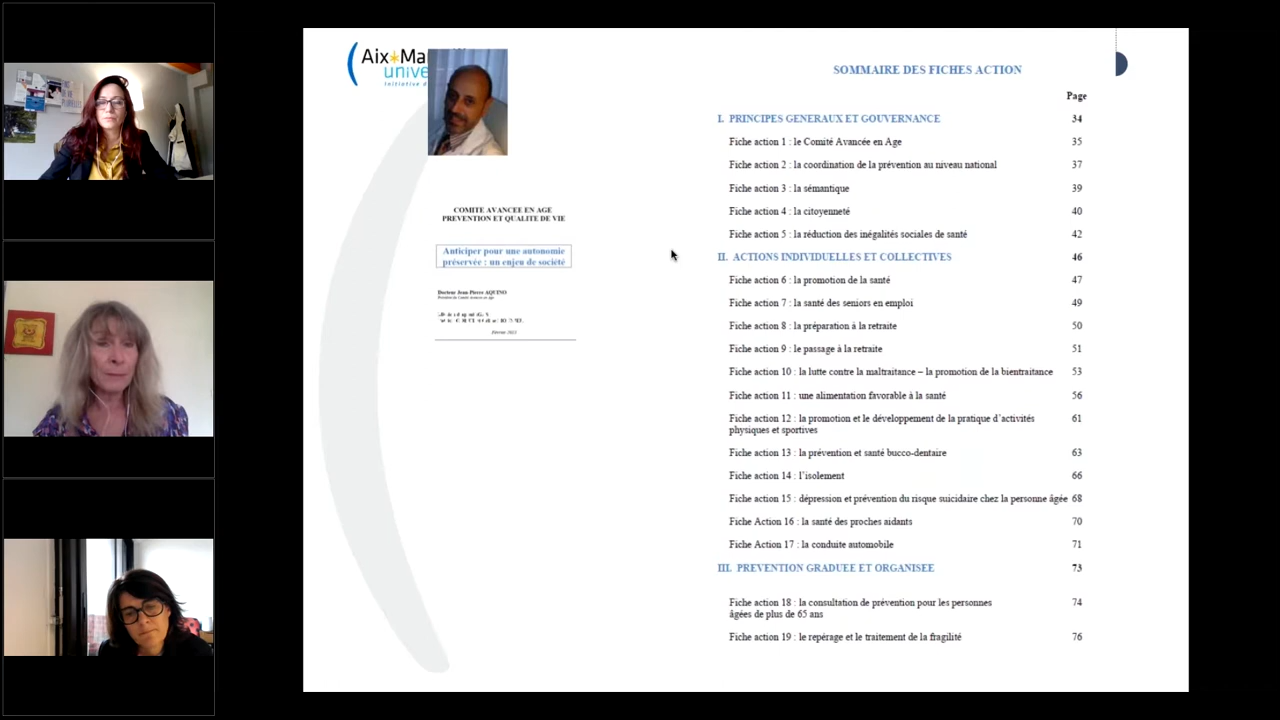 Aix Ma
unive
initiative d
COMITE AVANCEE EN AGE
PREVENTION ET QUALITE DE VIE
Anticiper pour une autonomie
préservée : un enjeu de société
Docteur Jean-Pierre AQUINO
SOMMAIRE DES FICHES ACTION
Page
I. PRINCIPES GENERAUX ET GOUVERNANCE 34
Fiche action 1 : le Comité Avancée en Age 35
Fiche action 2 : la coordination de la prévention au niveau national 37
Fiche action 3 : la sémantique 39
Fiche action 4 : la citoyenneté 40
Fiche action 5 : la réduction des inégalités sociales de santé 42
II. ACTIONS INDIVIDUELLES ET COLLECTIVES 46
Fiche action 6 : la promotion de la santé 47
Fiche action 7 : la santé des seniors en emploi 49
Fiche action 8 : la préparation à la retraite 50
Fiche action 9 : le passage à la retraite 51
Fiche action 10 : la lutte contre la maltraitance – la promotion de la bientraitance 53
Fiche action 11 : une alimentation favorable à la santé 56
Fiche action 12 : la promotion et le développement de la pratique d’activités 61
physiques et sportives
Fiche action 13 : la prévention et santé bucco-dentaire 63
Fiche action 14 : l’isolement 66
Fiche action 15 : dépression et prévention du risque suicidaire chez la personne âgée 68
Fiche Action 16 : la santé des proches aidants 70
Fiche Action 17 : la conduite automobile 71
III. PREVENTION GRADUEE ET ORGANISEE 73
Fiche action 18 : la consultation de prévention pour les personnes 74
âgées de plus de 65 ans
Fiche action 19 : le repérage et le traitement de la fragilité 76